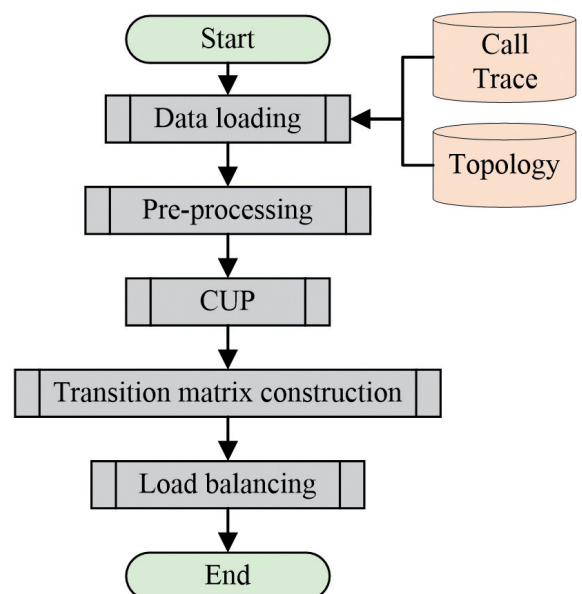 Start
Call
Trace
Data loading
Topology
Pre-processing
CUP
Transition matrix construction
Load balancing
End